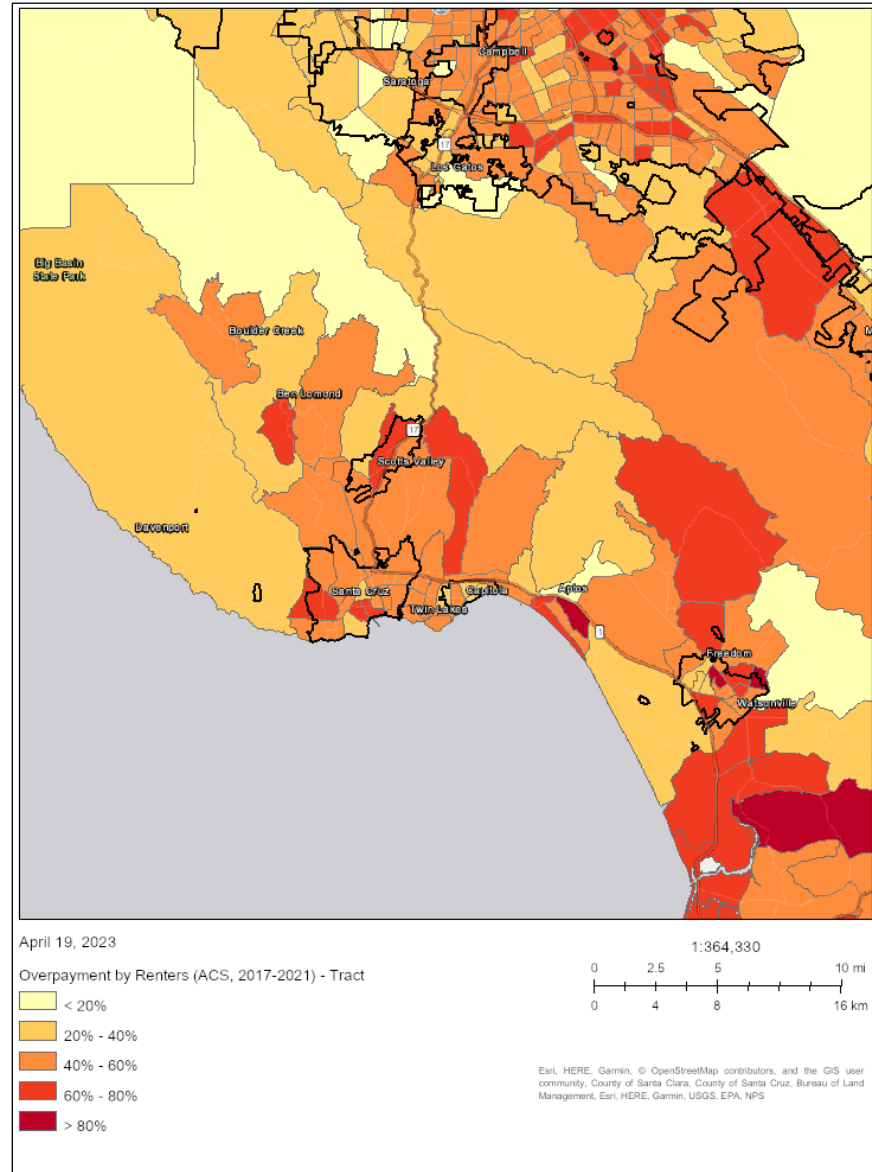 Campbell
Saratoga
17
Los Gatos
Big Basin
State Park
Boulder Creek
M
Ben Lomond
17
Scotts Valley
Davenport
Santa Cruz
Capitola
Aptos
Twin Lakes
1
Freedom
Watsonville
April 19, 2023
1:364,330
Overpayment by Renters (ACS, 2017-2021) - Tract
0 2.5 5 10 mi
0 4 8 16 km
< 20%
20% - 40%
40% - 60%
60% - 80%
> 80%
Esri, HERE, Garmin, © OpenStreetMap contributors, and the GIS user
community, County of Santa Clara, County of Santa Cruz, Bureau of Land
Management, Esri, HERE, Garmin, USGS, EPA, NPS